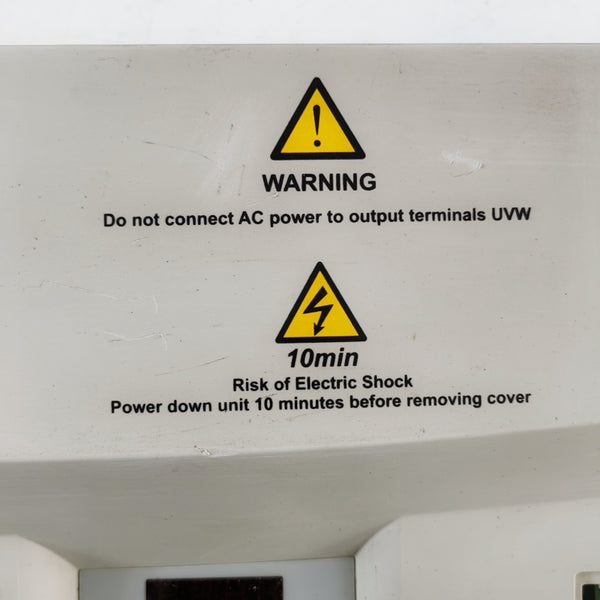 WARNING
Do not connect AC power to output terminals UVW
10min
Risk of Electric Shock
Power down unit 10 minutes before removing cover